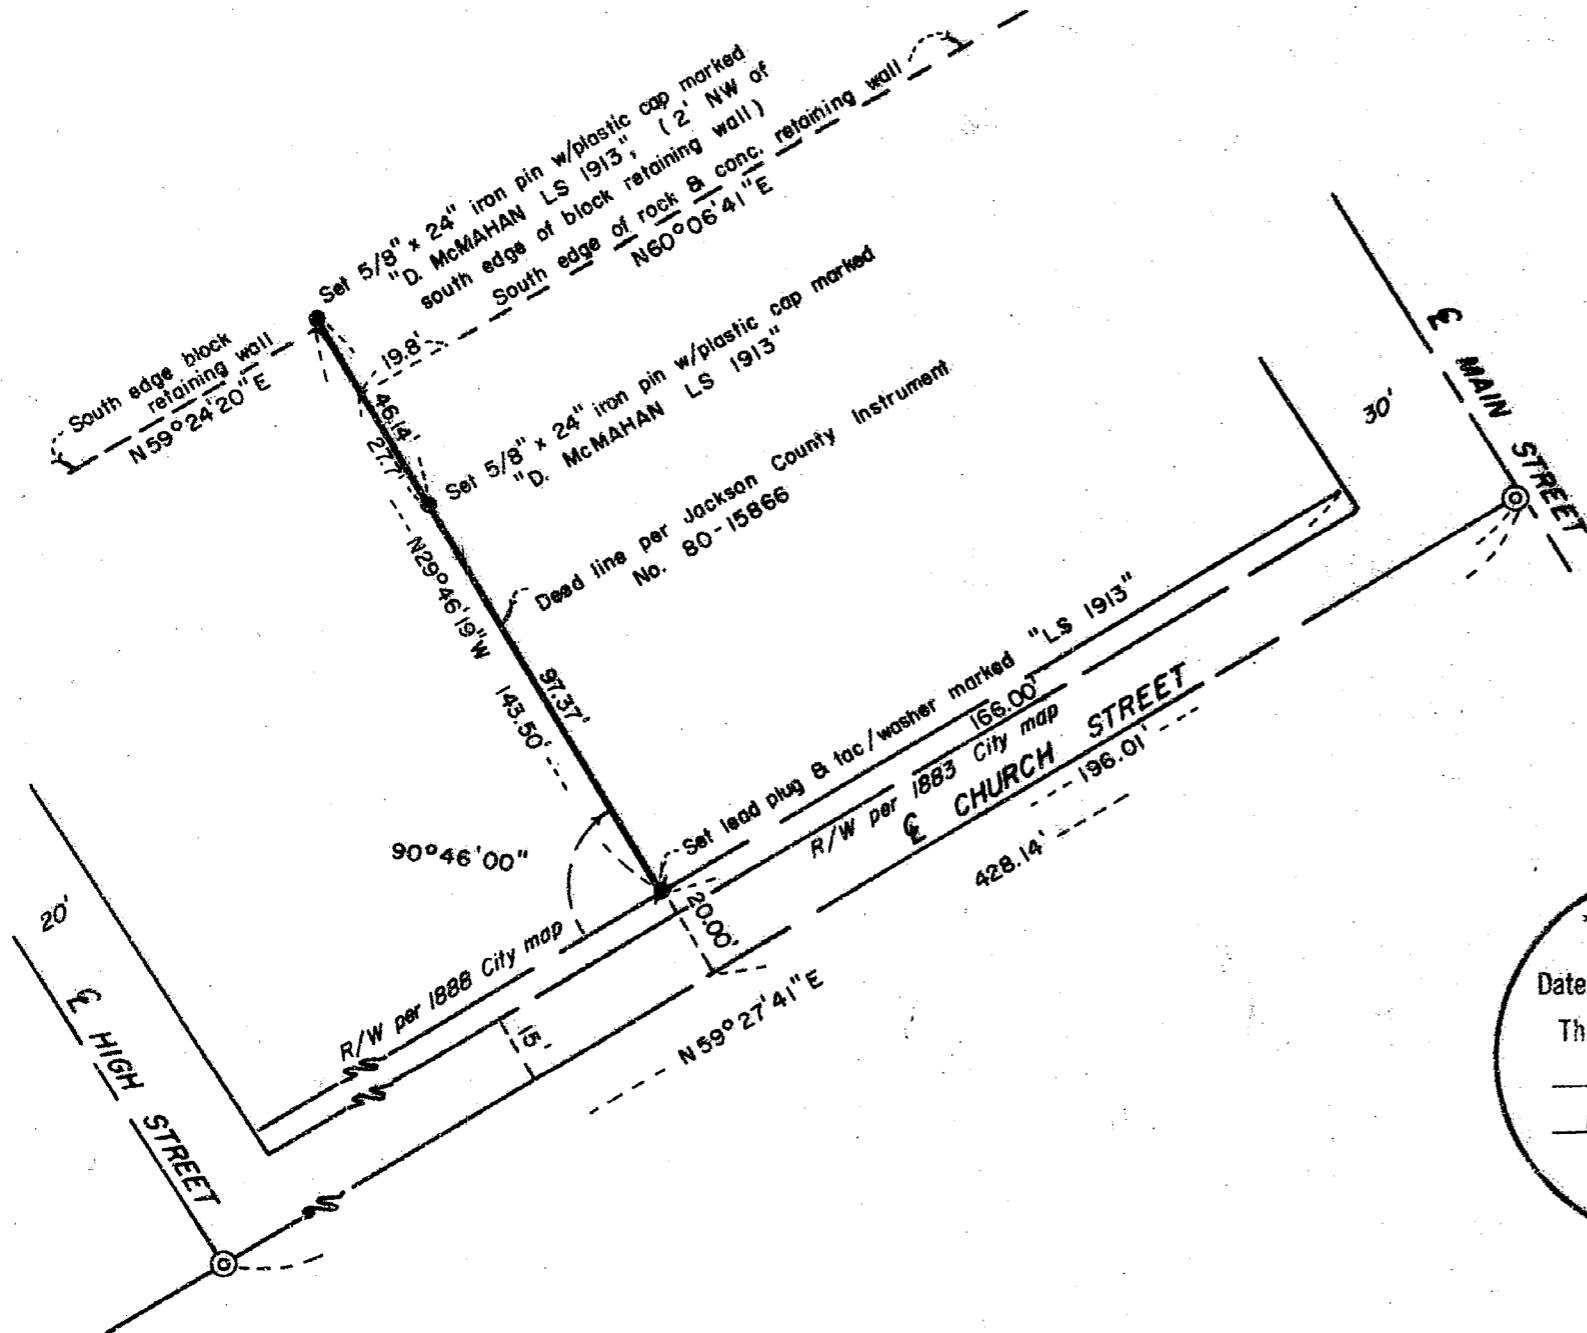 Set 5/8" x 24" iron pin w/plastic cap marked
"D. McMAHAN LS 1913", (2' NW of
south edge of block retaining wall)
South edge of rock & conc. retaining wall
N60°06'41"E
South edge block
retaining wall
N59°24'20"E
19.8'
46.14'
27.7'
Set 5/8" x 24" iron pin w/plastic cap marked
"D. McMAHAN LS 1913"
Deed line per Jackson County Instrument
No. 80-15866
N29°46'19"W
97.37'
143.50'
℄ MAIN STREET
30'
Set lead plug & tac/washer marked "LS 1913"
166.00'
R/W per 1883 City map
℄ CHURCH STREET
196.01'
428.14'
90°46'00"
20.00'
20'
R/W per 1888 City map
15'
N59°27'41"E
℄ HIGH STREET
Date
Th